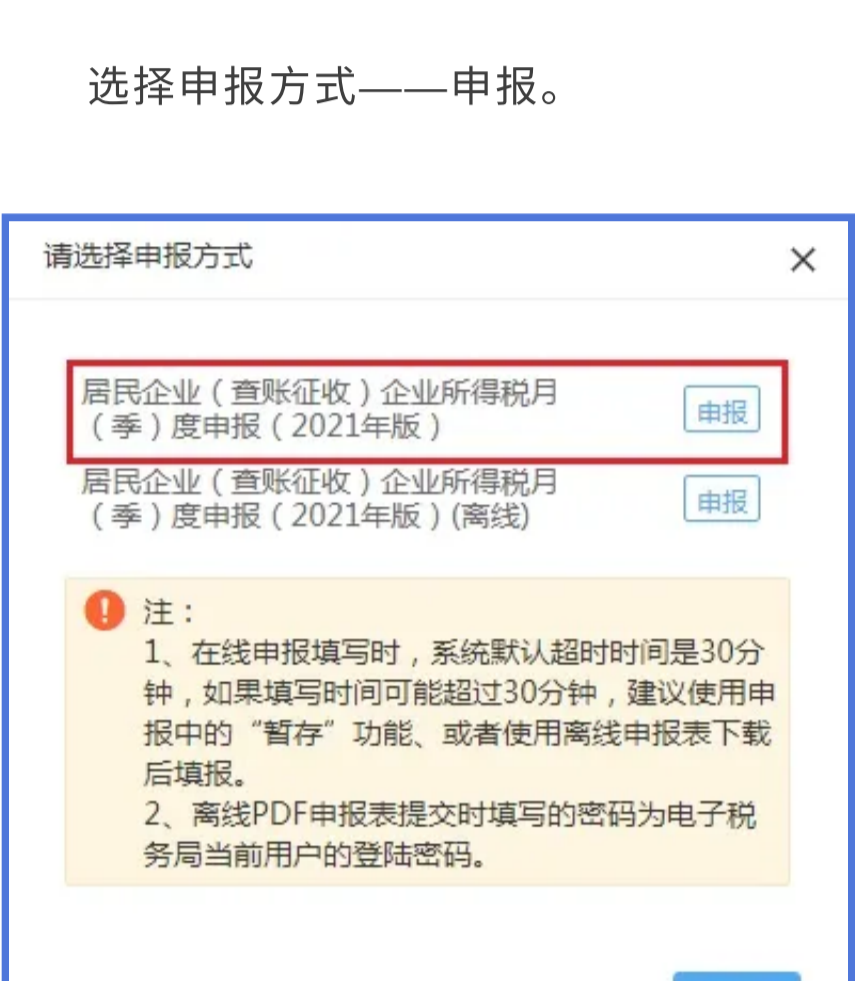 选择申报方式——申报。
请选择申报方式
居民企业（查账征收）企业所得税月
（季）度申报（2021年版）
申报
居民企业（查账征收）企业所得税月
（季）度申报（2021年版）(离线)
申报
注：
1、在线申报填写时，系统默认超时时间是30分
钟，如果填写时间可能超过30分钟，建议使用申
报中的“暂存”功能、或者使用离线申报表下载
后填报。
2、离线PDF申报表提交时填写的密码为电子税
务局当前用户的登陆密码。